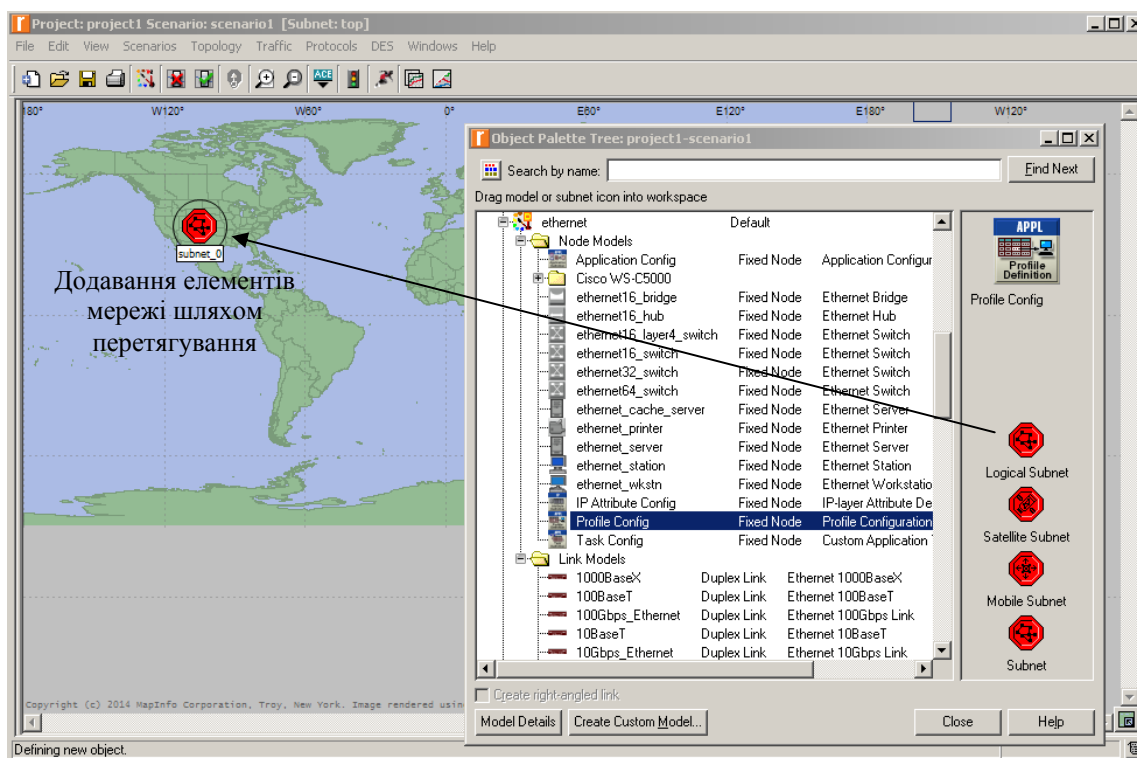 Project: project1 Scenario: scenario1 [Subnet: top]
File Edit View Scenarios Topology Traffic Protocols DES Windows Help
ACE
180° W120° W60° 0° E60° E120° E180° W120°
subnet_0
Додавання елементів
мережі шляхом
перетягування
Object Palette Tree: project1-scenario1
Search by name: Find Next
Drag model or subnet icon into workspace
ethernet Default
Node Models
Application Config Fixed Node Application Configur
Cisco WS-C5000
ethernet16_bridge Fixed Node Ethernet Bridge
ethernet16_hub Fixed Node Ethernet Hub
ethernet16_layer4_switch Fixed Node Ethernet Switch
ethernet16_switch Fixed Node Ethernet Switch
ethernet32_switch Fixed Node Ethernet Switch
ethernet64_switch Fixed Node Ethernet Switch
ethernet_cache_server Fixed Node Ethernet Server
ethernet_printer Fixed Node Ethernet Printer
ethernet_server Fixed Node Ethernet Server
ethernet_station Fixed Node Ethernet Station
ethernet_wkstn Fixed Node Ethernet Workstatio
IP Attribute Config Fixed Node IP-layer Attribute De
Profile Config Fixed Node Profile Configuration
Task Config Fixed Node Custom Application
Link Models
1000BaseX Duplex Link Ethernet 1000BaseX
100BaseT Duplex Link Ethernet 100BaseT
100Gbps_Ethernet Duplex Link Ethernet 100Gbps Link
10BaseT Duplex Link Ethernet 10BaseT
10Gbps_Ethernet Duplex Link Ethernet 10Gbps Link
APPL
Profile
Definition
Profile Config
Logical Subnet
Satellite Subnet
Mobile Subnet
Subnet
Create right-angled link
Model Details Create Custom Model... Close Help
Copyright (c) 2014 MapInfo Corporation, Troy, New York. Image rendered usin
Defining new object.